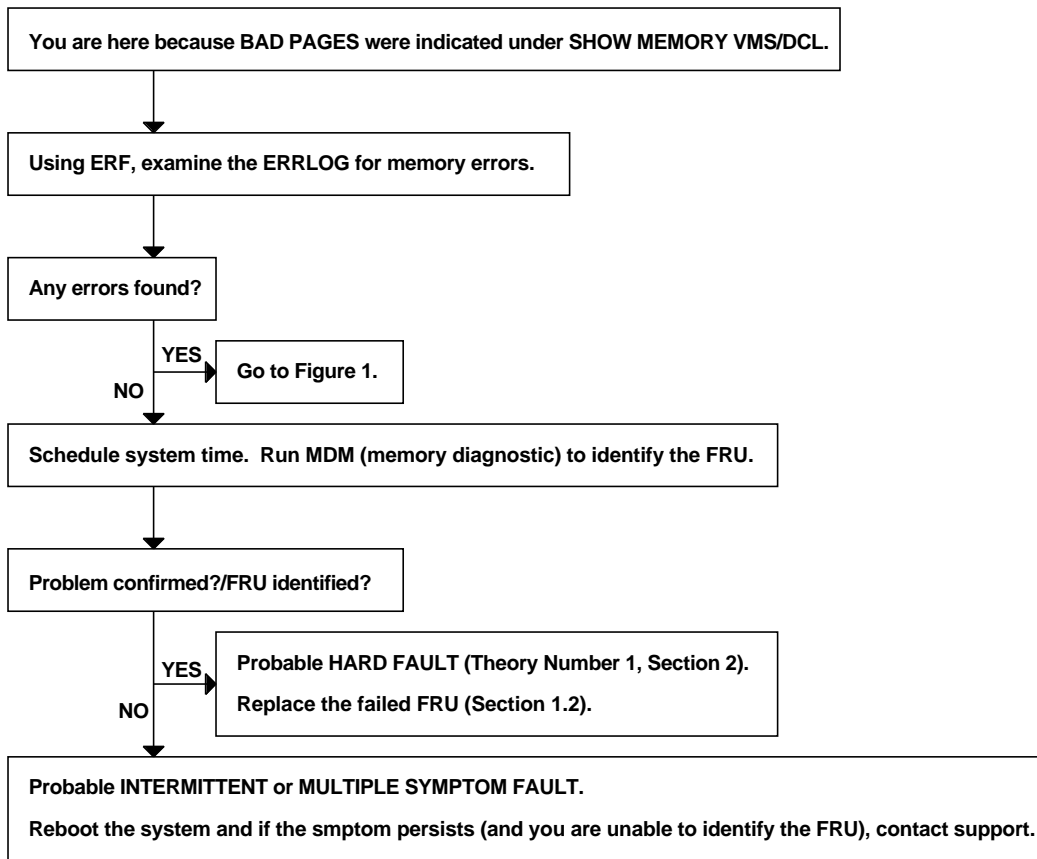 You are here because BAD PAGES were indicated under SHOW MEMORY VMS/DCL.
Using ERF, examine the ERRLOG for memory errors.
Any errors found?
YES
Go to Figure 1.
NO
Schedule system time. Run MDM (memory diagnostic) to identify the FRU.
Problem confirmed?/FRU identified?
YES
Probable HARD FAULT (Theory Number 1, Section 2).
Replace the failed FRU (Section 1.2).
NO
Probable INTERMITTENT or MULTIPLE SYMPTOM FAULT.
Reboot the system and if the smptom persists (and you are unable to identify the FRU), contact support.